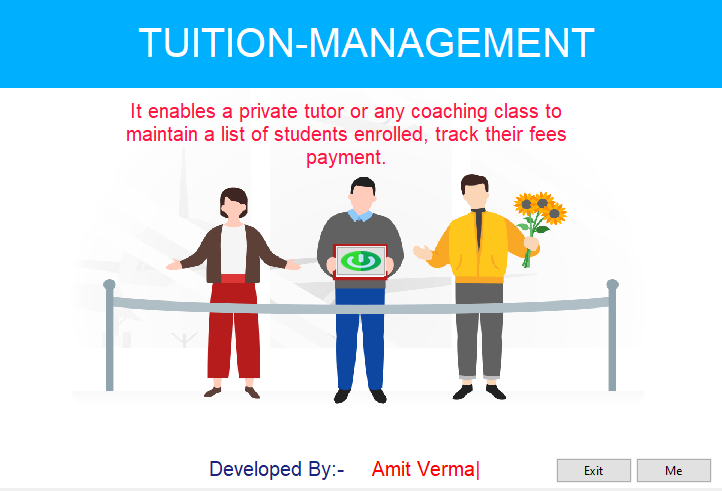 TUITION-MANAGEMENT
It enables a private tutor or any coaching class to
maintain a list of students enrolled, track their fees
payment.
Developed By:- Amit Verma|
Exit Me